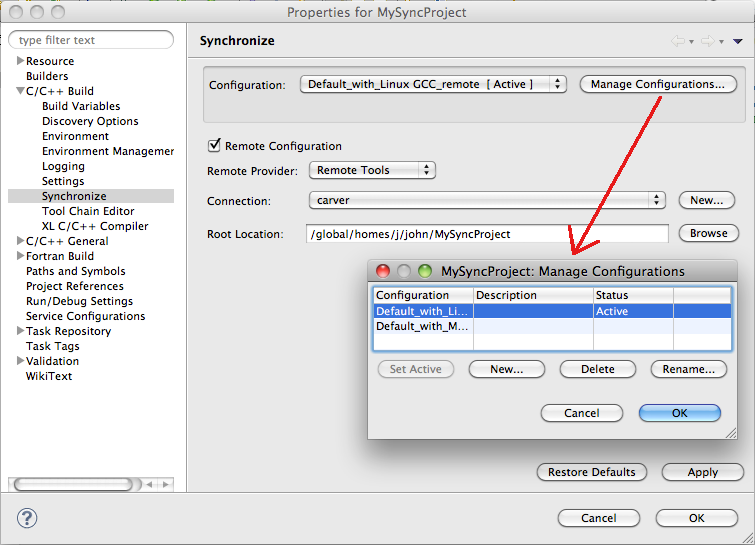 Properties for MySyncProject
type filter text
Resource
Builders
C/C++ Build
Build Variables
Discovery Options
Environment
Environment Managemer
Logging
Settings
Synchronize
Tool Chain Editor
XL C/C++ Compiler
C/C++ General
Fortran Build
Paths and Symbols
Project References
Run/Debug Settings
Service Configurations
Task Repository
Task Tags
Validation
WikiText
Synchronize
Configuration: Default_with_Linux GCC_remote [ Active ] Manage Configurations...
Remote Configuration
Remote Provider: Remote Tools
Connection: carver New...
Root Location: /global/homes/j/john/MySyncProject Browse
MySyncProject: Manage Configurations
Configuration Description Status
Default_with_Li... Active
Default_with_M...
Set Active New... Delete Rename...
Cancel OK
Restore Defaults Apply
? Cancel OK